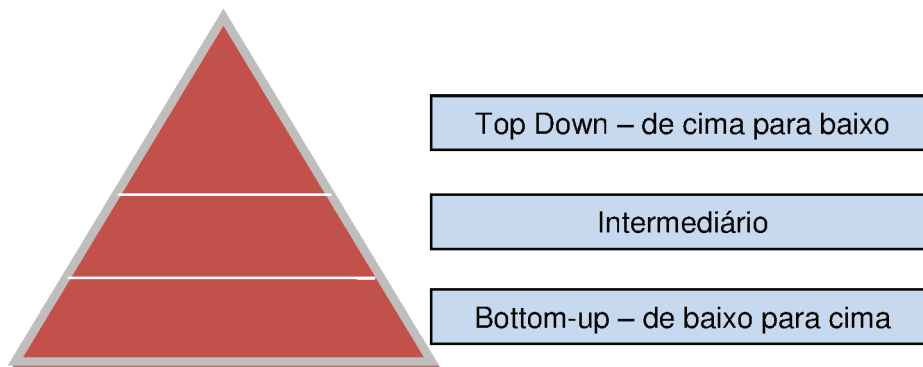 Top Down – de cima para baixo
Intermediário
Bottom-up – de baixo para cima